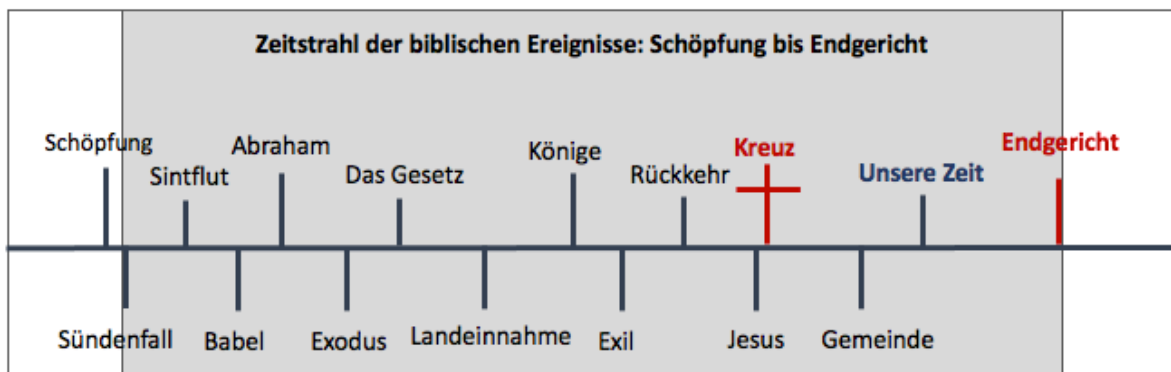 Zeitstrahl der biblischen Ereignisse: Schöpfung bis Endgericht
Schöpfung
Sintflut
Abraham
Das Gesetz
Könige
Rückkehr
Kreuz
Unsere Zeit
Endgericht
Sündenfall
Babel
Exodus
Landeinnahme
Exil
Jesus
Gemeinde